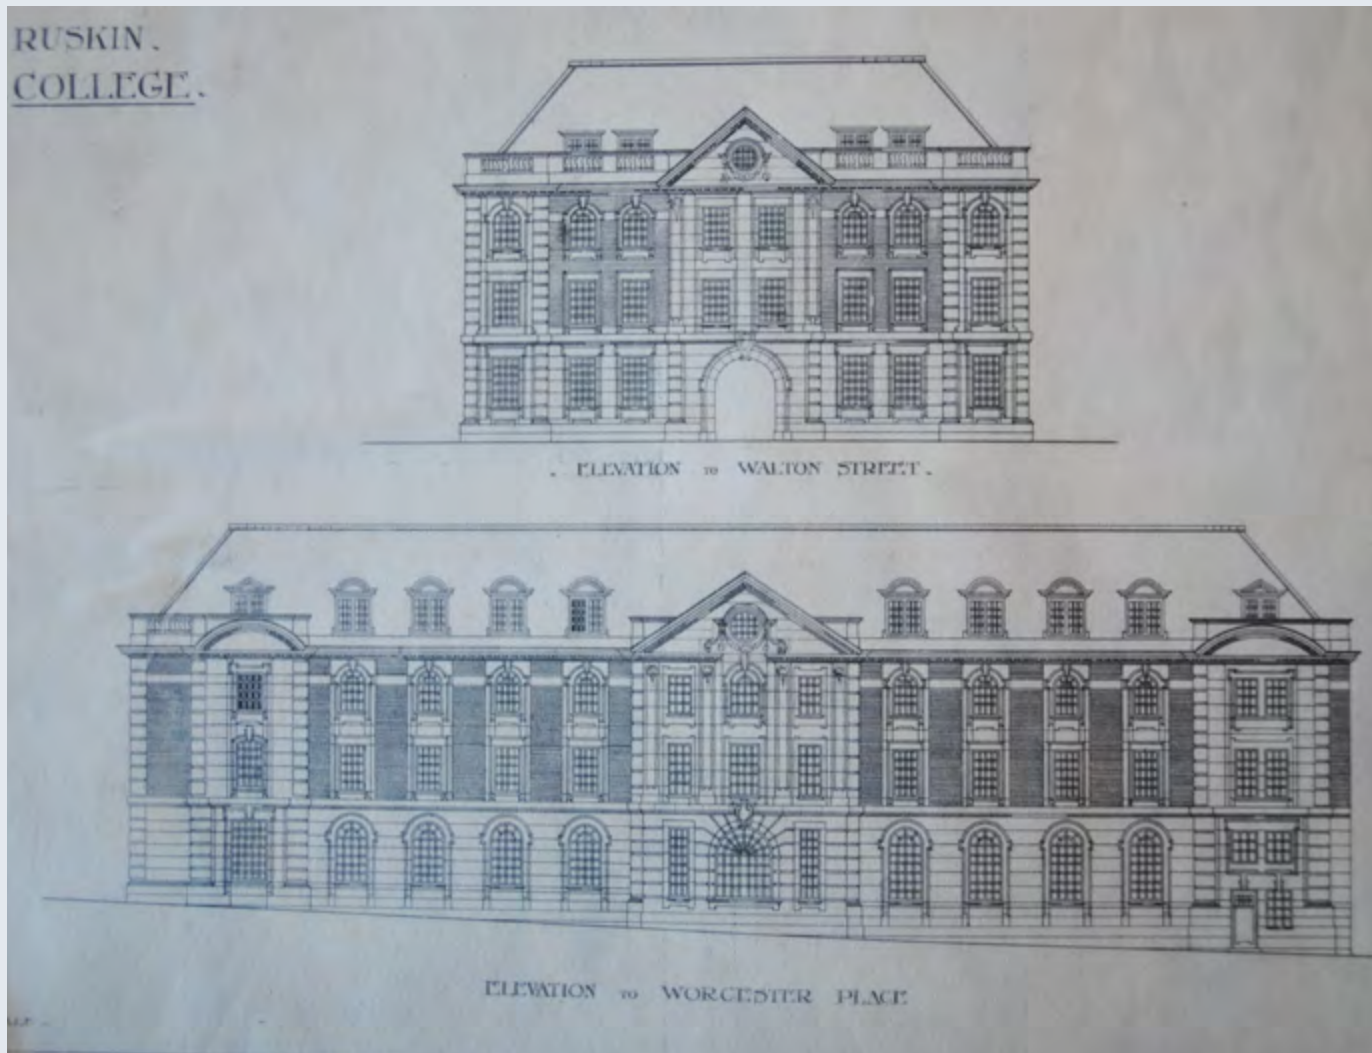 RUSKIN.
COLLEGE.
. ELEVATION TO WALTON STREET.
ELEVATION TO WORCESTER PLACE